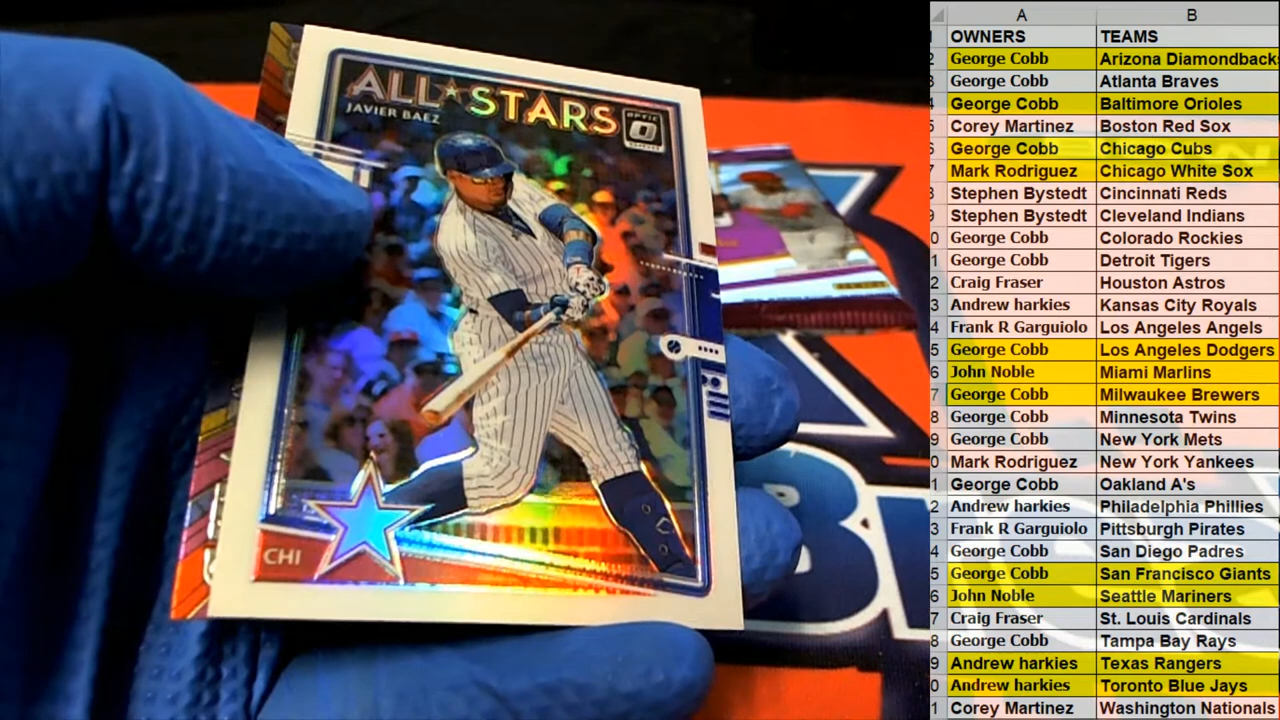 ALL★STARS
JAVIER BAEZ
OPTIC
CHI
A B
OWNERS TEAMS
George Cobb Arizona Diamondbacks
George Cobb Atlanta Braves
George Cobb Baltimore Orioles
Corey Martinez Boston Red Sox
George Cobb Chicago Cubs
Mark Rodriguez Chicago White Sox
Stephen Bystedt Cincinnati Reds
Stephen Bystedt Cleveland Indians
George Cobb Colorado Rockies
George Cobb Detroit Tigers
Craig Fraser Houston Astros
Andrew harkies Kansas City Royals
Frank R Garguiolo Los Angeles Angels
George Cobb Los Angeles Dodgers
John Noble Miami Marlins
George Cobb Milwaukee Brewers
George Cobb Minnesota Twins
George Cobb New York Mets
Mark Rodriguez New York Yankees
George Cobb Oakland A's
Andrew harkies Philadelphia Phillies
Frank R Garguiolo Pittsburgh Pirates
George Cobb San Diego Padres
George Cobb San Francisco Giants
John Noble Seattle Mariners
Craig Fraser St. Louis Cardinals
George Cobb Tampa Bay Rays
Andrew harkies Texas Rangers
Andrew harkies Toronto Blue Jays
Corey Martinez Washington Nationals